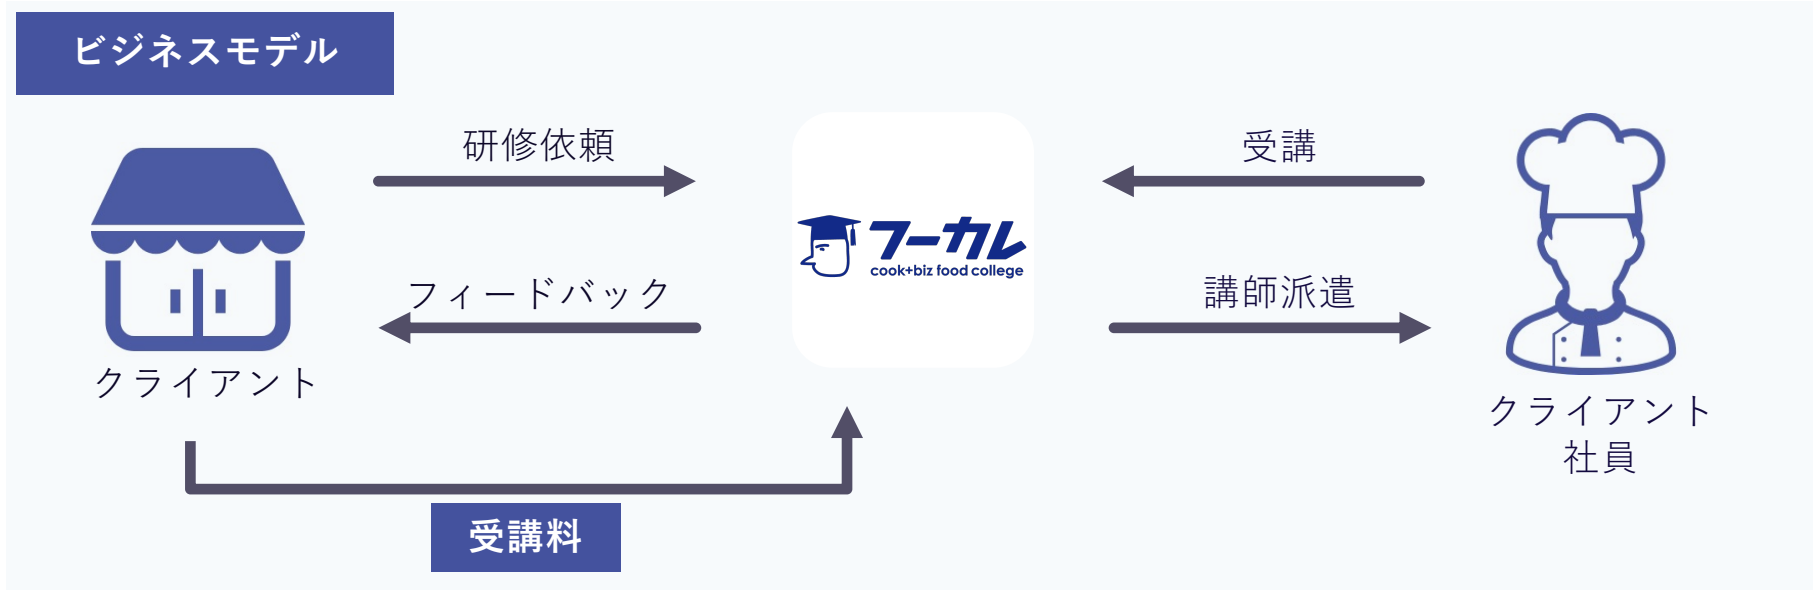 ビジネスモデル
研修依頼
受講
フーカレ
cook+biz food college
フィードバック
講師派遣
クライアント
クライアント
社員
受講料